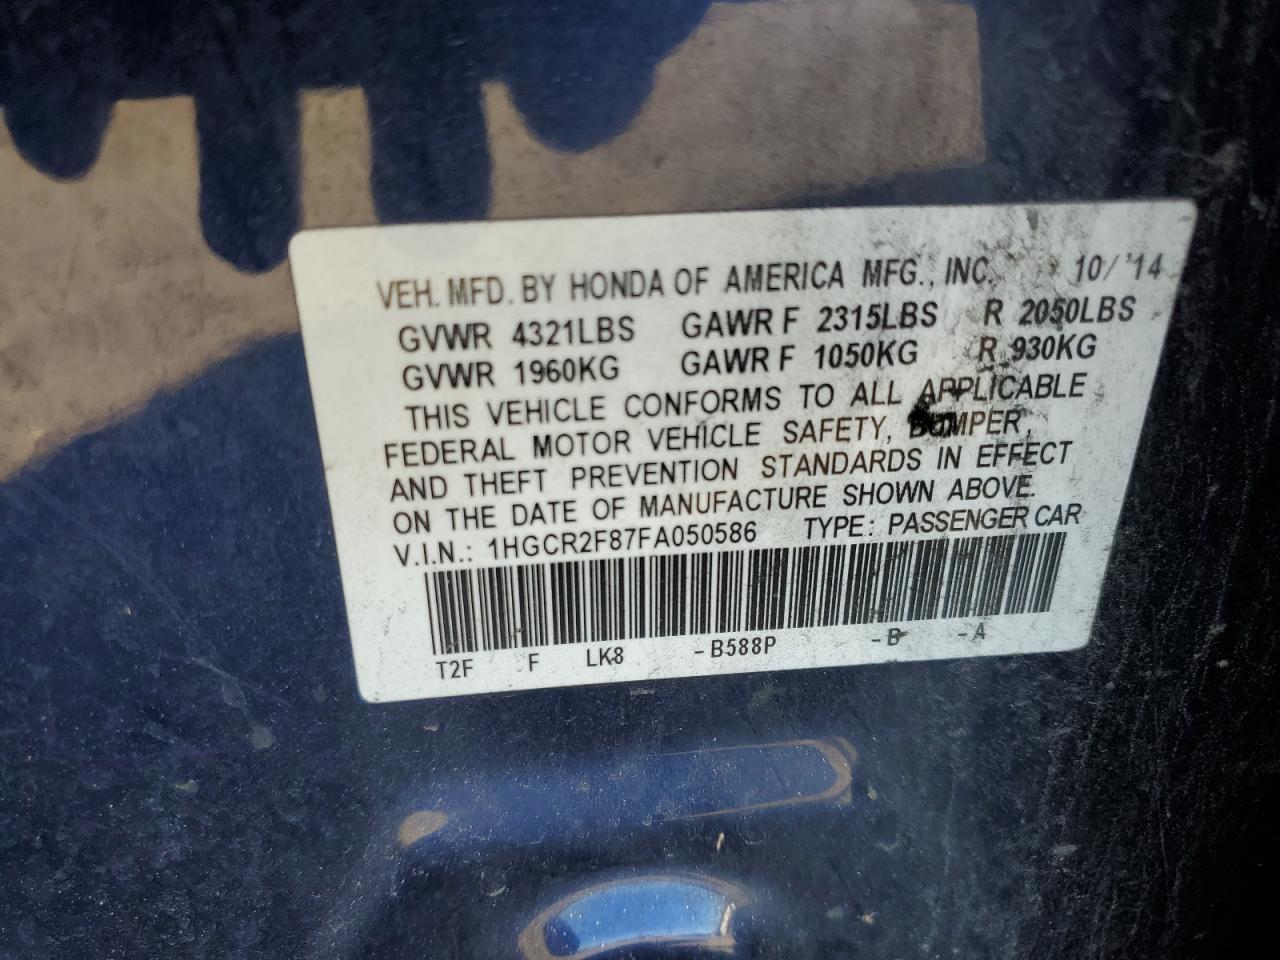 VEH. MFD. BY HONDA OF AMERICA MFG., INC. 10/ '14
GVWR 4321LBS GAWR F 2315LBS R 2050LBS
GVWR 1960KG GAWR F 1050KG R 930KG
THIS VEHICLE CONFORMS TO ALL APPLICABLE
FEDERAL MOTOR VEHICLE SAFETY, BUMPER,
AND THEFT PREVENTION STANDARDS IN EFFECT
ON THE DATE OF MANUFACTURE SHOWN ABOVE.
V.I.N.: 1HGCR2F87FA050586 TYPE: PASSENGER CAR
T2F F LK8 -B588P -B -A